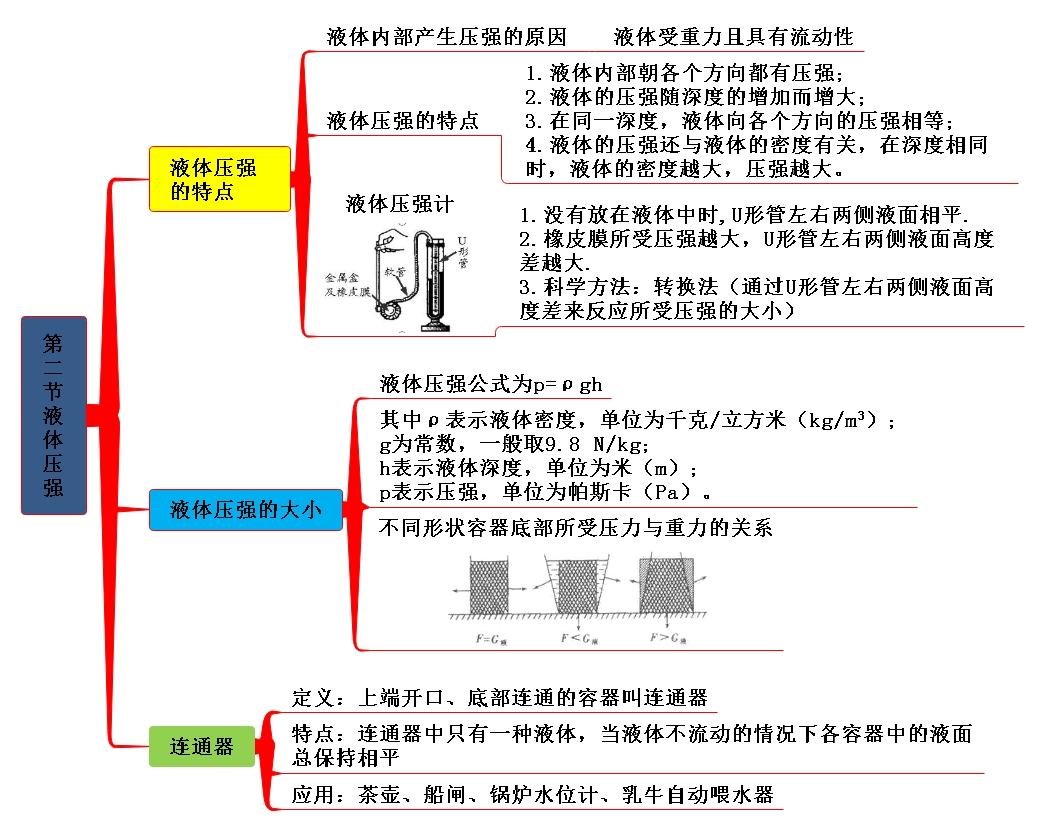 第二节液体压强
液体压强
的特点
液体内部产生压强的原因
液体受重力且具有流动性
液体压强的特点
1.液体内部朝各个方向都有压强；
2.液体的压强随深度的增加而增大；
3.在同一深度，液体向各个方向的压强相等；
4.液体的压强还与液体的密度有关，在深度相同
时，液体的密度越大，压强越大。
液体压强计
U形管
软管
金属盒
及橡皮膜
1.没有放在液体中时,U形管左右两侧液面相平.
2.橡皮膜所受压强越大，U形管左右两侧液面高度
差越大.
3.科学方法：转换法（通过U形管左右两侧液面高
度差来反应所受压强的大小）
液体压强的大小
液体压强公式为p=ρgh
其中ρ表示液体密度，单位为千克/立方米（kg/m³）；
g为常数，一般取9.8 N/kg；
h表示液体深度，单位为米（m）；
p表示压强，单位为帕斯卡（Pa）。
不同形状容器底部所受压力与重力的关系
F=G液
F<G液
F>G液
连通器
定义：上端开口、底部连通的容器叫连通器
特点：连通器中只有一种液体，当液体不流动的情况下各容器中的液面
总保持相平
应用：茶壶、船闸、锅炉水位计、乳牛自动喂水器